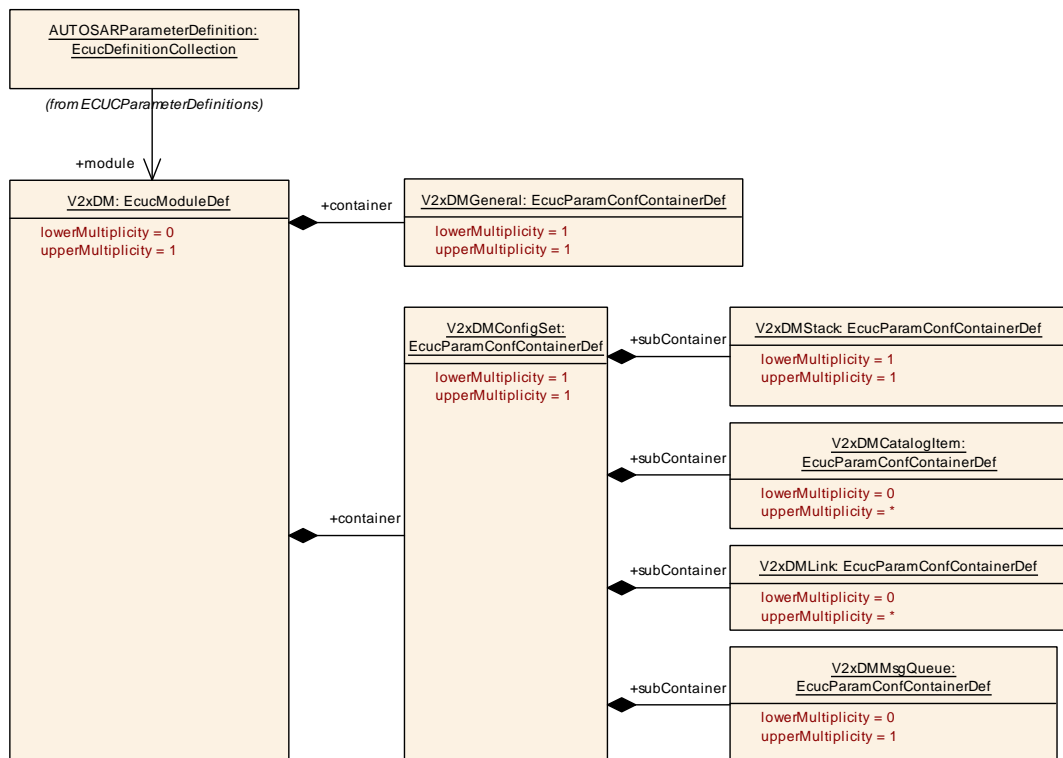 AUTOSARParameterDefinition:
EcucDefinitionCollection
(from ECUCParameterDefinitions)
+module
V2xDM: EcucModuleDef
lowerMultiplicity = 0
upperMultiplicity = 1
+container
V2xDMGeneral: EcucParamConfContainerDef
lowerMultiplicity = 1
upperMultiplicity = 1
+container
V2xDMConfigSet:
EcucParamConfContainerDef
lowerMultiplicity = 1
upperMultiplicity = 1
+subContainer
V2xDMStack: EcucParamConfContainerDef
lowerMultiplicity = 1
upperMultiplicity = 1
+subContainer
V2xDMCatalogItem:
EcucParamConfContainerDef
lowerMultiplicity = 0
upperMultiplicity = *
+subContainer
V2xDMLink: EcucParamConfContainerDef
lowerMultiplicity = 0
upperMultiplicity = *
+subContainer
V2xDMMsgQueue:
EcucParamConfContainerDef
lowerMultiplicity = 0
upperMultiplicity = 1